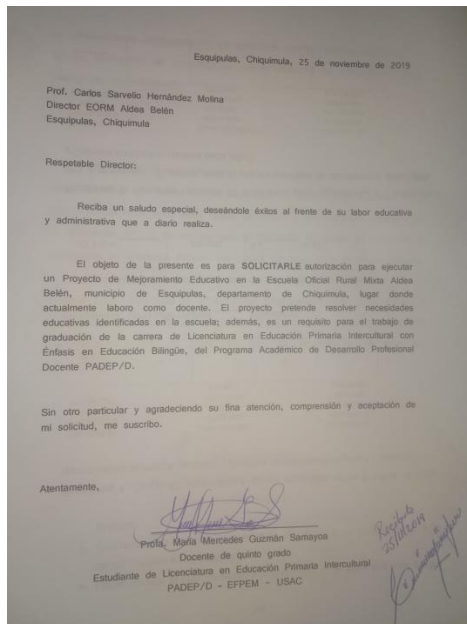 Esquipulas, Chiquimula, 25 de noviembre de 2019
Prof. Carlos Sarvelio Hernández Molina
Director EORM Aldea Belén
Esquipulas, Chiquimula
Respetable Director:
Reciba un saludo especial, deseándole éxitos al frente de su labor educativa
y administrativa que a diario realiza.
El objeto de la presente es para SOLICITARLE autorización para ejecutar
un Proyecto de Mejoramiento Educativo en la Escuela Oficial Rural Mixta Aldea
Belén, municipio de Esquipulas, departamento de Chiquimula, lugar donde
actualmente laboro como docente. El proyecto pretende resolver necesidades
educativas identificadas en la escuela; además, es un requisito para el trabajo de
graduación de la carrera de Licenciatura en Educación Primaria Intercultural con
Énfasis en Educación Bilingüe, del Programa Académico de Desarrollo Profesional
Docente PADEP/D.
Sin otro particular y agradeciendo su fina atención, comprensión y aceptación de
mi solicitud, me suscribo.
Atentamente,
Profa. María Mercedes Guzmán Samayoa
Docente de quinto grado
Estudiante de Licenciatura en Educación Primaria Intercultural
PADEP/D - EFPEM - USAC
Recibido
25/11/2019